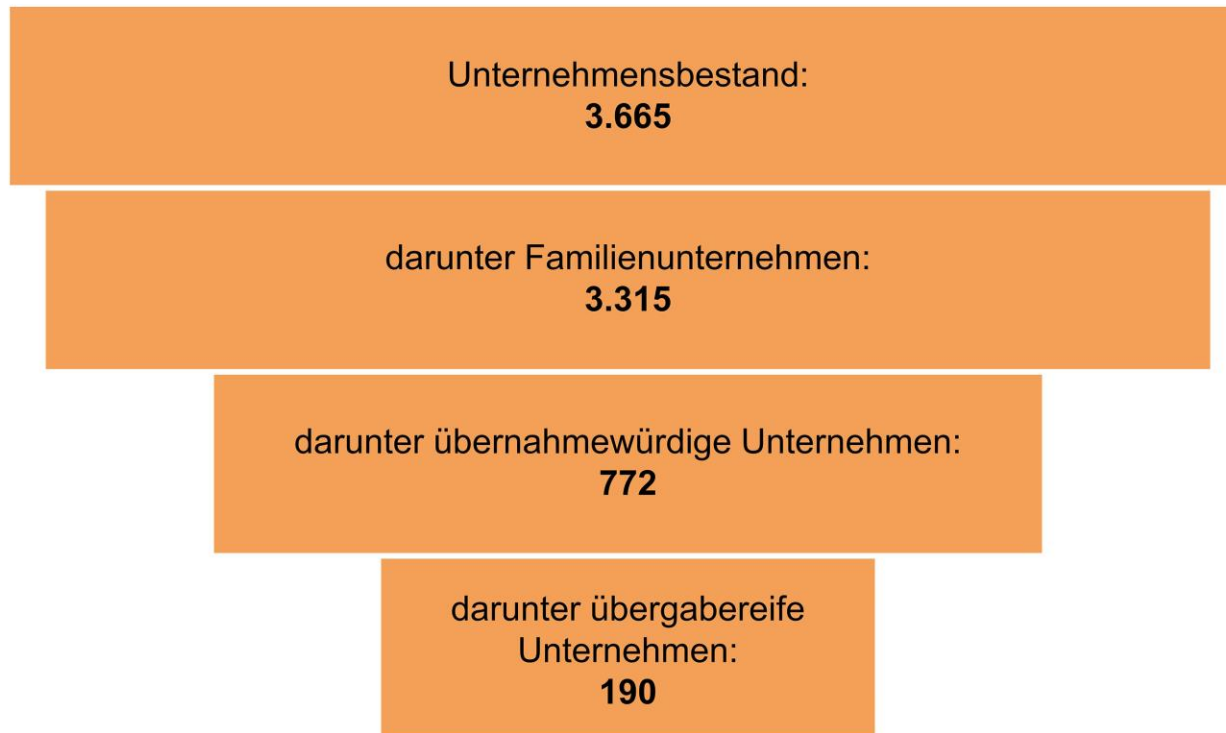 Unternehmensbestand:
3.665
darunter Familienunternehmen:
3.315
darunter übernahmewürdige Unternehmen:
772
darunter übergabereife
Unternehmen:
190